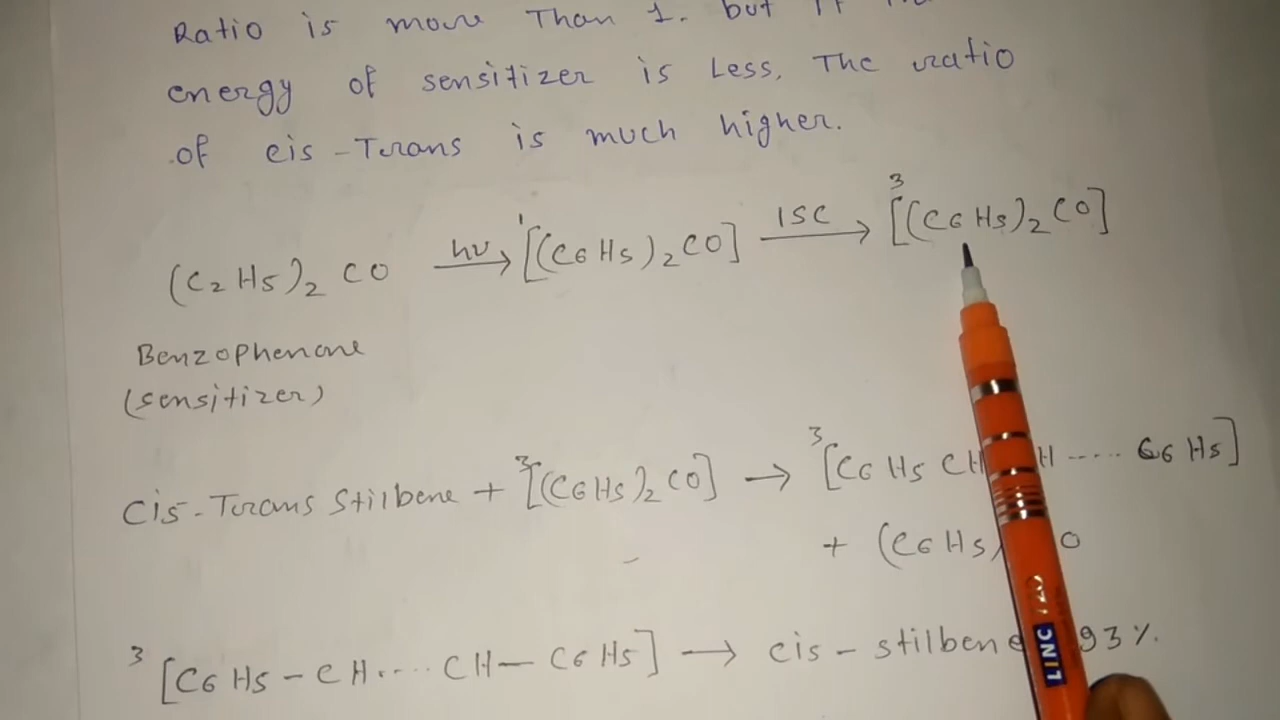 Ratio is more Than 1. but
energy of sensitizer is Less, The ratio
of cis-Trans is much higher.
(C2H5)2 CO hν → 1[(C6H5)2CO] ISC → 3[(C6H5)2CO]
Benzophenone
(sensitizer)
Cis-Trans Stilbene + 3[(C6H5)2CO] → 3[C6H5 CH H ---- C6H5]
+ (C6H5) O
3[C6H5-CH....CH-C6H5] → cis-stilbene 93%.
LINC